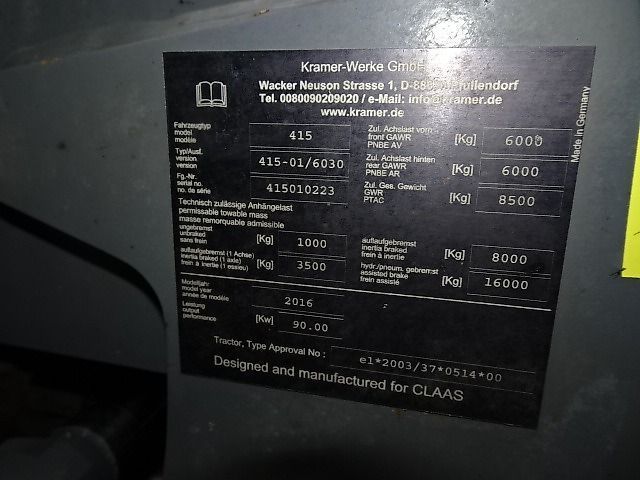 Kramer-Werke GmbH
Wacker Neuson Strasse 1, Pfullendorf
Tel. 0080090209020 / e-Mail: info@kramer.de
www.kramer.de
Made in Germany
Fahrzeugtyp
model
modèle
415
Zul. Achslast vorn
front GAWR
PNBE AV
[Kg] 6000
Typ/Ausf.
version
version
415-01/6030
Zul. Achslast hinten
rear GAWR
PNBE AR
[Kg] 6000
Fg.-Nr.
serial no.
no. de série
415010223
Zul. Ges. Gewicht
GWR
PTAC
[Kg] 8500
Technisch zulässige Anhängelast
permissable towable mass
masse remorquable admissible
ungebremst
unbraked
sans frein
[Kg] 1000
auflaufgebremst
inertia braked
frein à inertie
[Kg] 8000
auflaufgebremst (1 Achse)
inertia braked (1 axle)
frein à inertie (1 essieu)
[Kg] 3500
hydr./pneum. gebremst
assisted brake
frein assisté
[Kg] 16000
Modelljahr
model year
année de modèle
2016
Leistung
output
performance
[Kw] 90.00
Tractor, Type Approval No : e1*2003/37*0514*00
Designed and manufactured for CLAAS